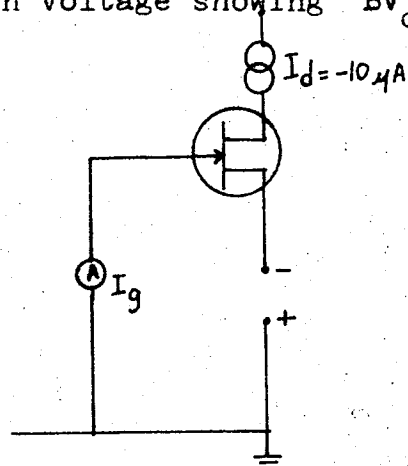 n voltage showing BV
I_d = -10 μA
A I_g
-
+